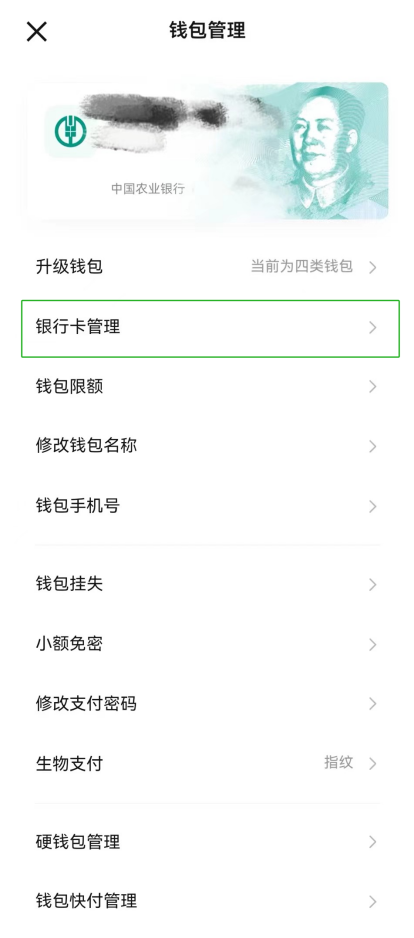 钱包管理
中国农业银行
升级钱包 当前为四类钱包
银行卡管理
钱包限额
修改钱包名称
钱包手机号
钱包挂失
小额免密
修改支付密码
生物支付 指纹
硬钱包管理
钱包快付管理